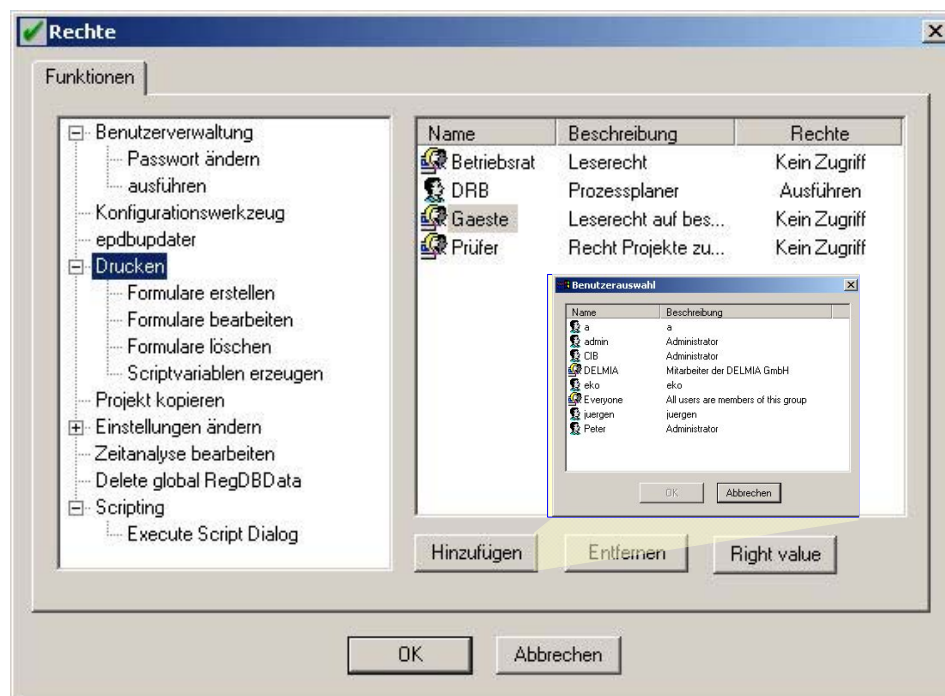 Rechte
Funktionen
Benutzerverwaltung
Passwort ändern
ausführen
Konfigurationswerkzeug
epdbupdater
Drucken
Formulare erstellen
Formulare bearbeiten
Formulare löschen
Scriptvariablen erzeugen
Projekt kopieren
Einstellungen ändern
Zeitanalyse bearbeiten
Delete global RegDBData
Scripting
Execute Script Dialog
Name Beschreibung Rechte
Betriebsrat Leserecht Kein Zugriff
DRB Prozessplaner Ausführen
Gaeste Leserecht auf bes... Kein Zugriff
Prüfer Recht Projekte zu... Kein Zugriff
Benutzerauswahl
Name Beschreibung
a a
admin Administrator
CIB Administrator
DELMIA Mitarbeiter der DELMIA GmbH
eko eko
Everyone All users are members of this group
juergen juergen
Peter Administrator
OK Abbrechen
Hinzufügen Entfernen Right value
OK Abbrechen